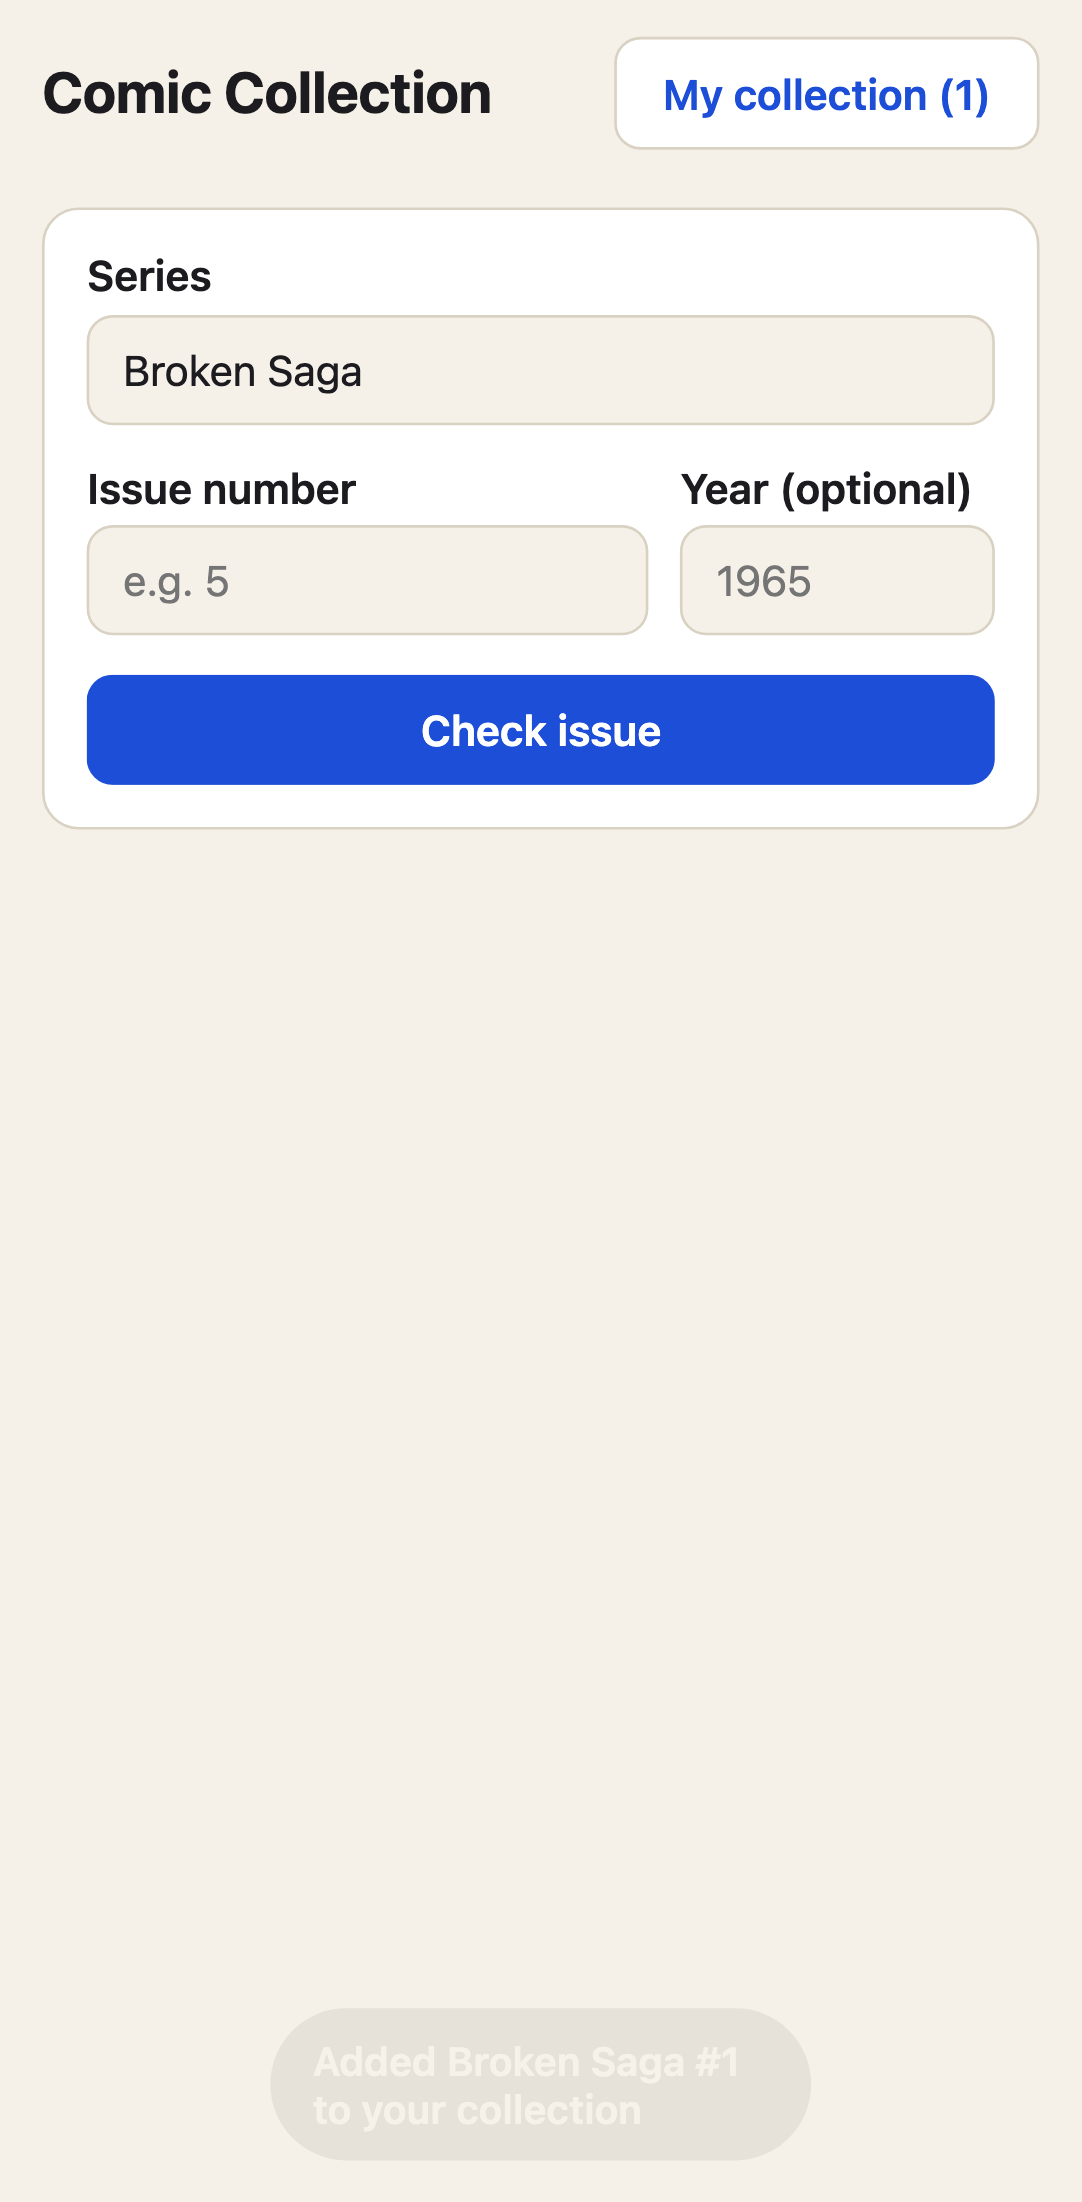 Comic Collection
My collection (1)
Series
Broken Saga
Issue number
Year (optional)
e.g. 5
1965
Check issue
Added Broken Saga #1
to your collection